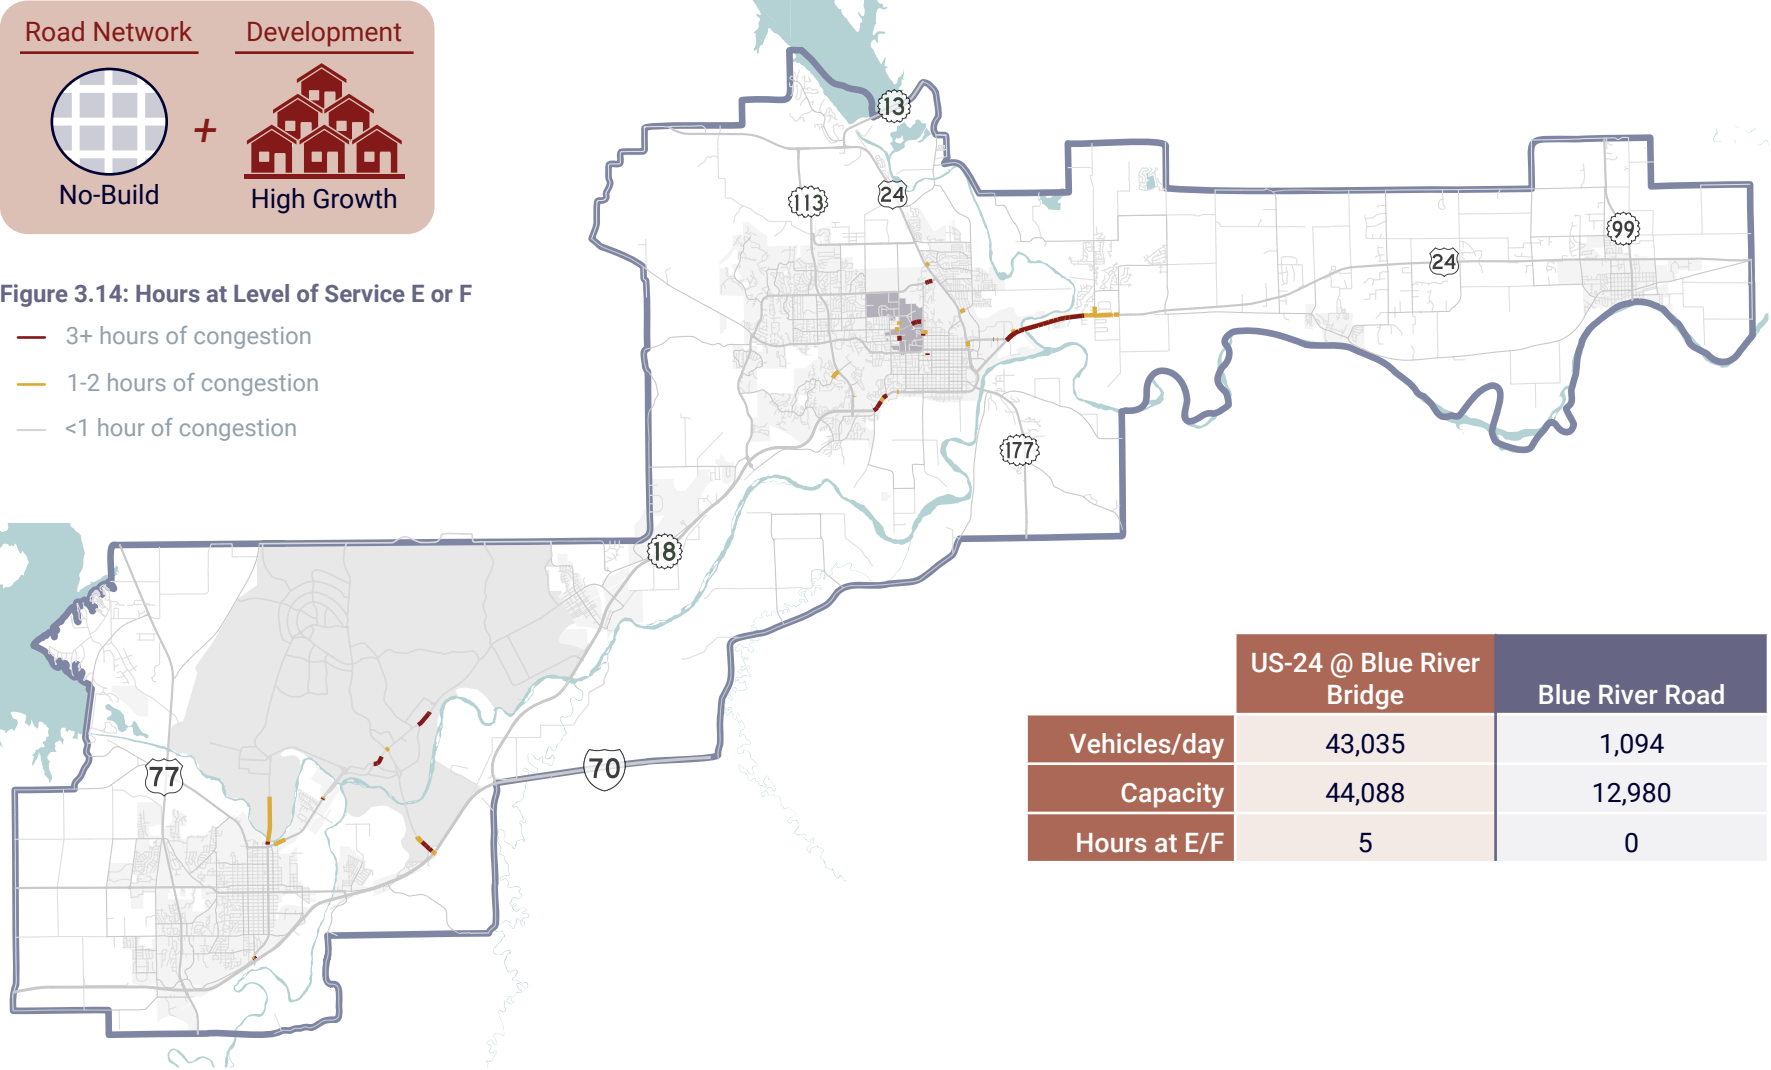 Road Network Development
+
No-Build High Growth
Figure 3.14: Hours at Level of Service E or F
3+ hours of congestion
1-2 hours of congestion
<1 hour of congestion
13
113
24
99
24
177
18
77
70
US-24 @ Blue River
Bridge Blue River Road
Vehicles/day 43,035 1,094
Capacity 44,088 12,980
Hours at E/F 5 0